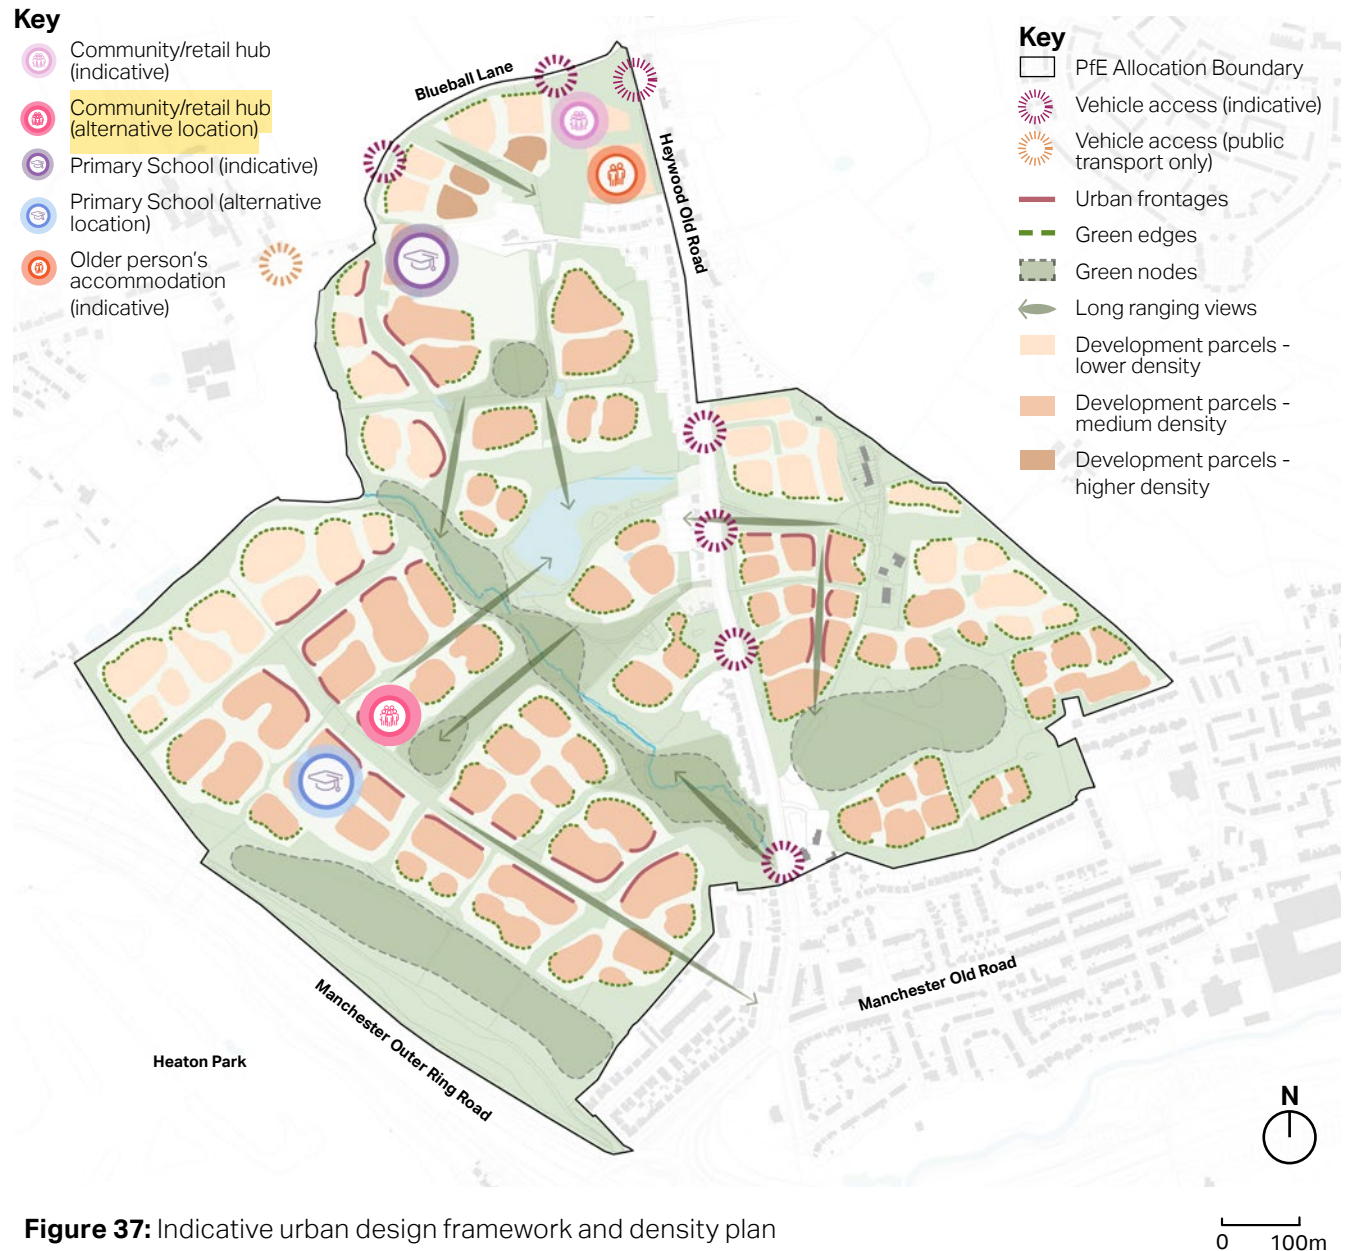 Key
Community/retail hub
(indicative)
Community/retail hub
(alternative location)
Primary School (indicative)
Primary School (alternative
location)
Older person's
accommodation
(indicative)
Key
PfE Allocation Boundary
Vehicle access (indicative)
Vehicle access (public
transport only)
Urban frontages
Green edges
Green nodes
Long ranging views
Development parcels -
lower density
Development parcels -
medium density
Development parcels -
higher density
Blueball Lane
Heywood Old Road
Manchester Old Road
Manchester Outer Ring Road
Heaton Park
N
Figure 37: Indicative urban design framework and density plan
0 100m